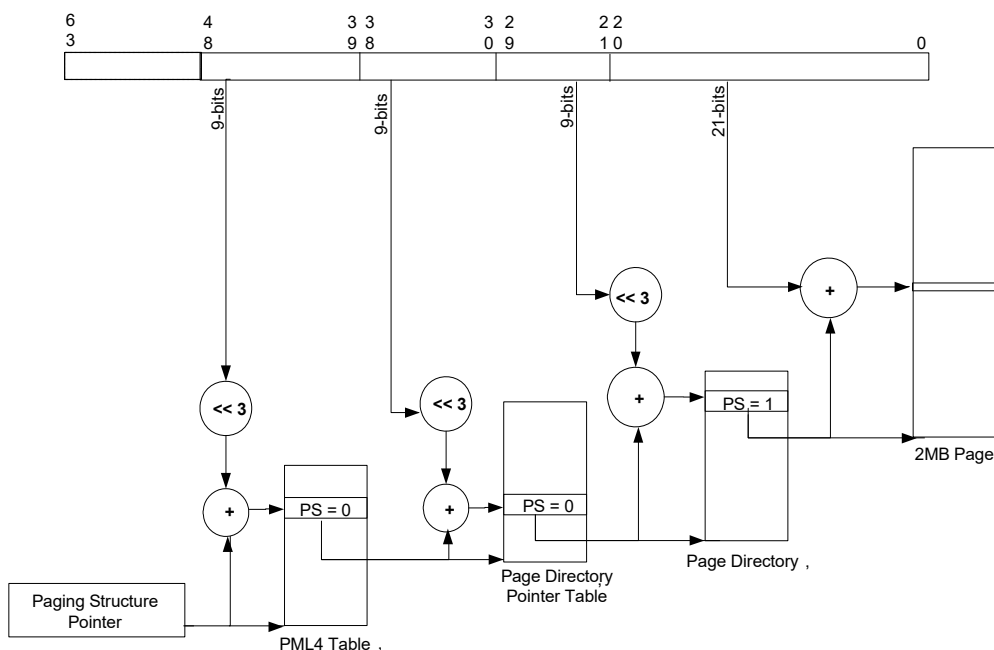 6 4 3 3 3 2 2 2
3 8 9 8 0 9 1 0 0
9-bits
9-bits
9-bits
21-bits
<< 3
+
<< 3
+
PS = 1
2MB Page
<< 3
<< 3
+
PS = 0
+
PS = 0
+
Page Directory ,
Page Directory,
Pointer Table
Paging Structure
Pointer
PML4 Table ,